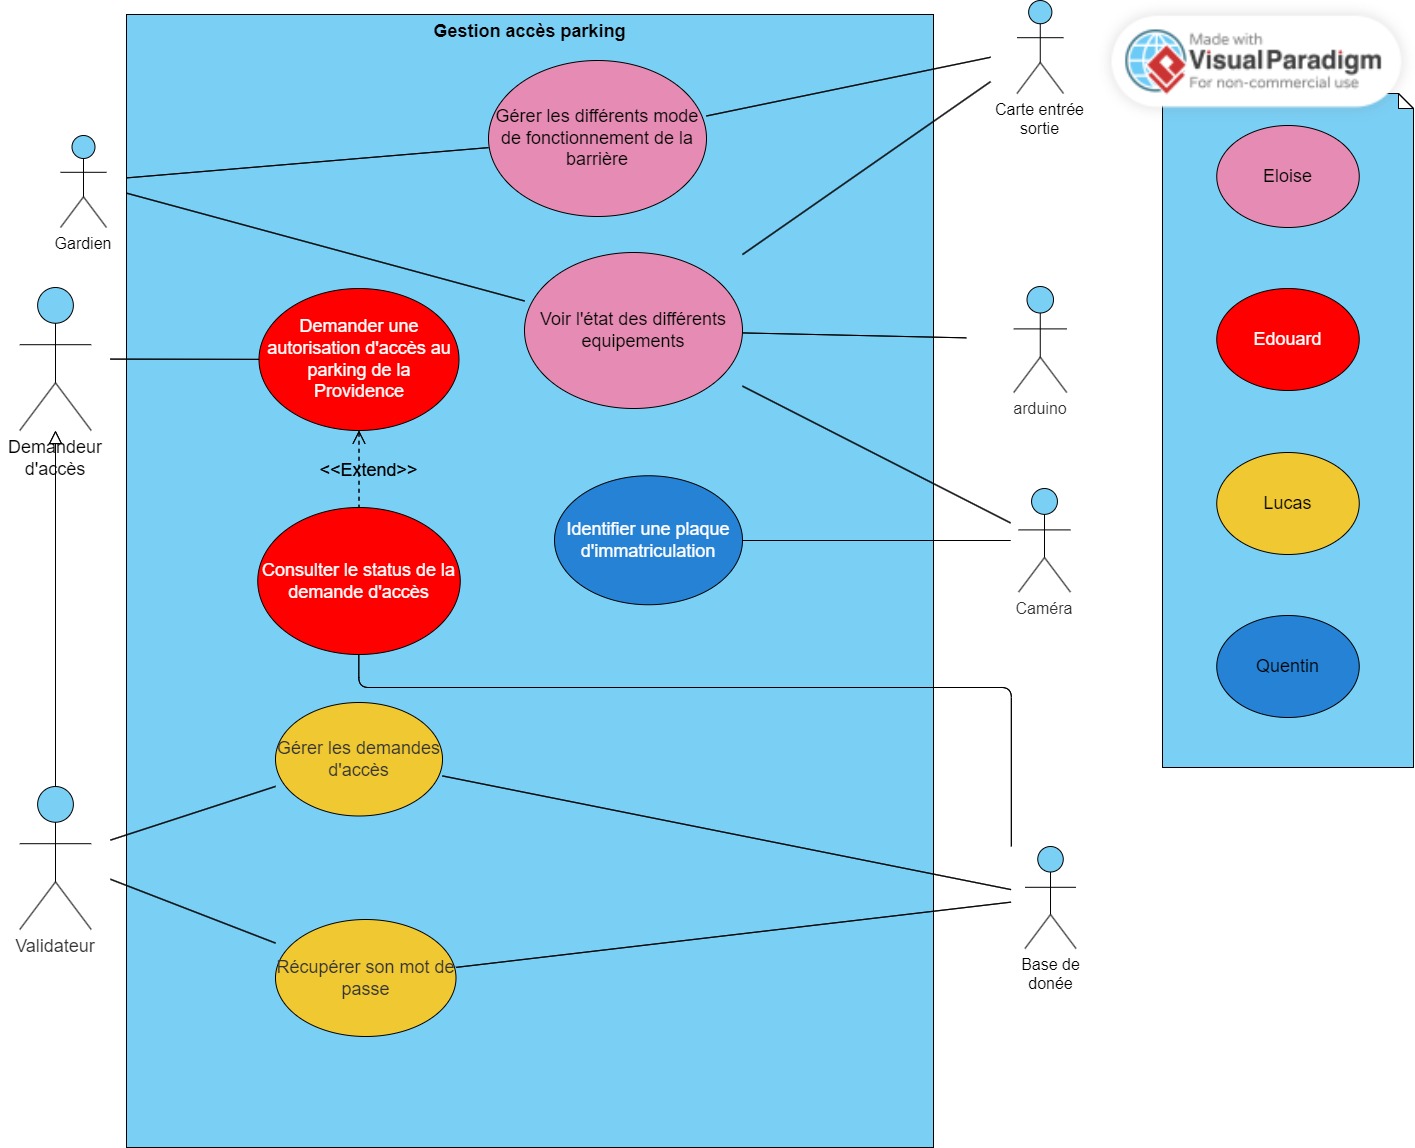 Gestion accès parking
Made with
VisualParadigm
For non-commercial use
Gérer les différents mode
de fonctionnement de la
barrière
Carte entrée
sortie
Gardien
Eloise
Demander une
autorisation d'accès au
parking de la
Providence
Voir l'état des différents
equipements
Edouard
arduino
Demandeur
d'accès
<<Extend>>
Lucas
Identifier une plaque
d'immatriculation
Consulter le status de la
demande d'accès
Caméra
Quentin
Gérer les demandes
d'accès
Validateur
Récupérer son mot de
passe
Base de
donée